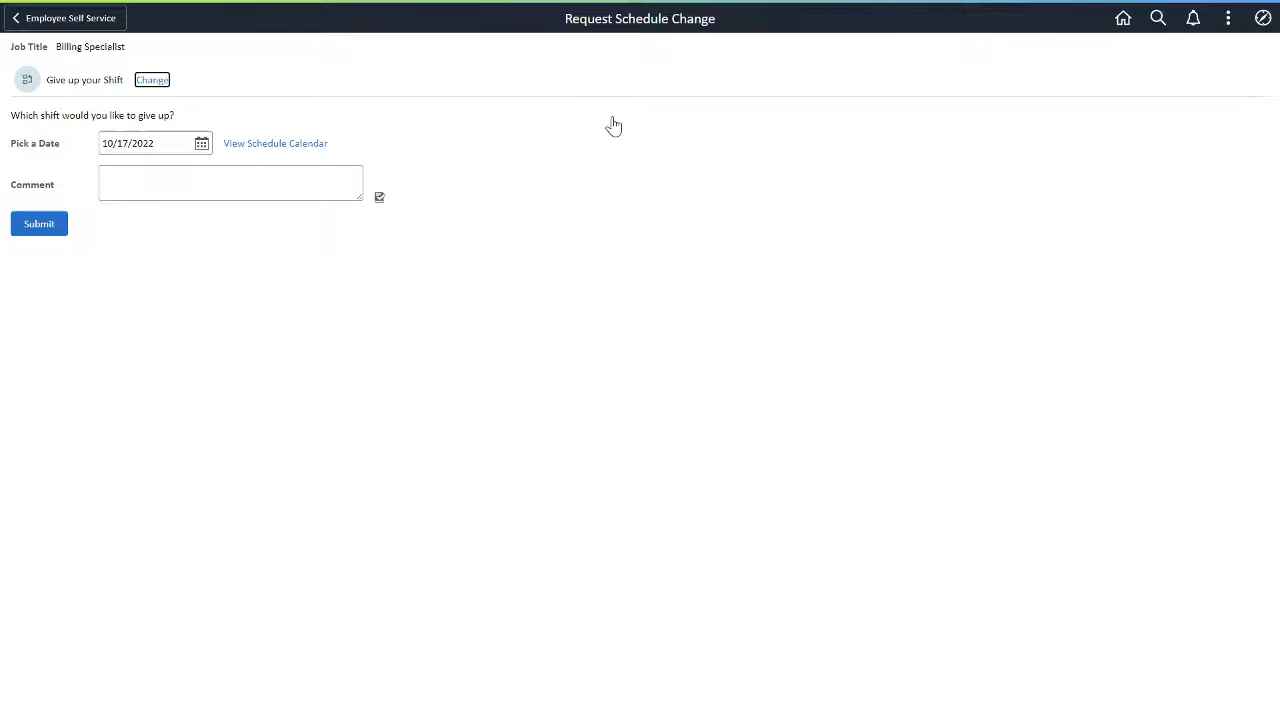 Employee Self Service
Request Schedule Change
Job Title Billing Specialist
Give up your Shift Change
Which shift would you like to give up?
Pick a Date 10/17/2022 View Schedule Calendar
Comment
Submit